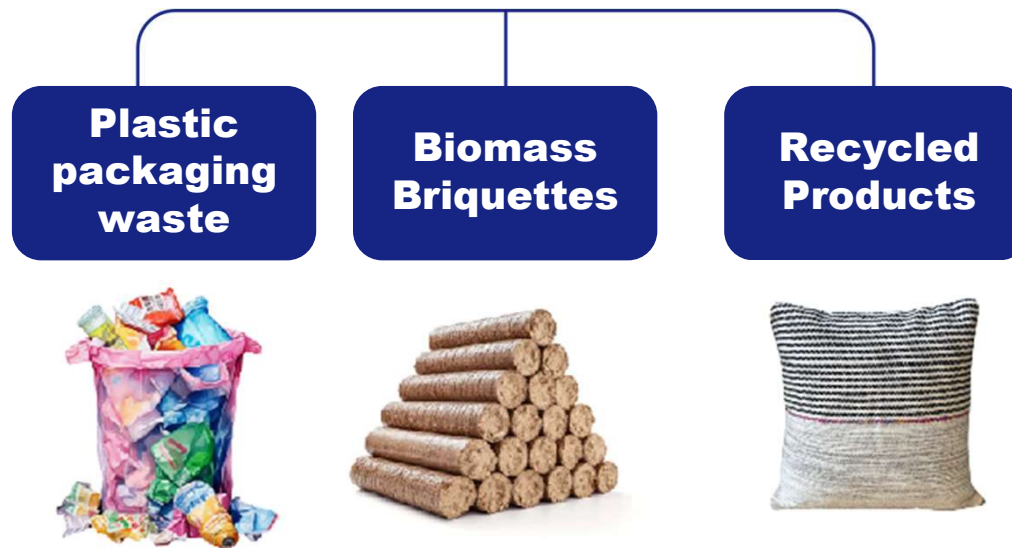 Plastic
packaging
waste
Biomass
Briquettes
Recycled
Products